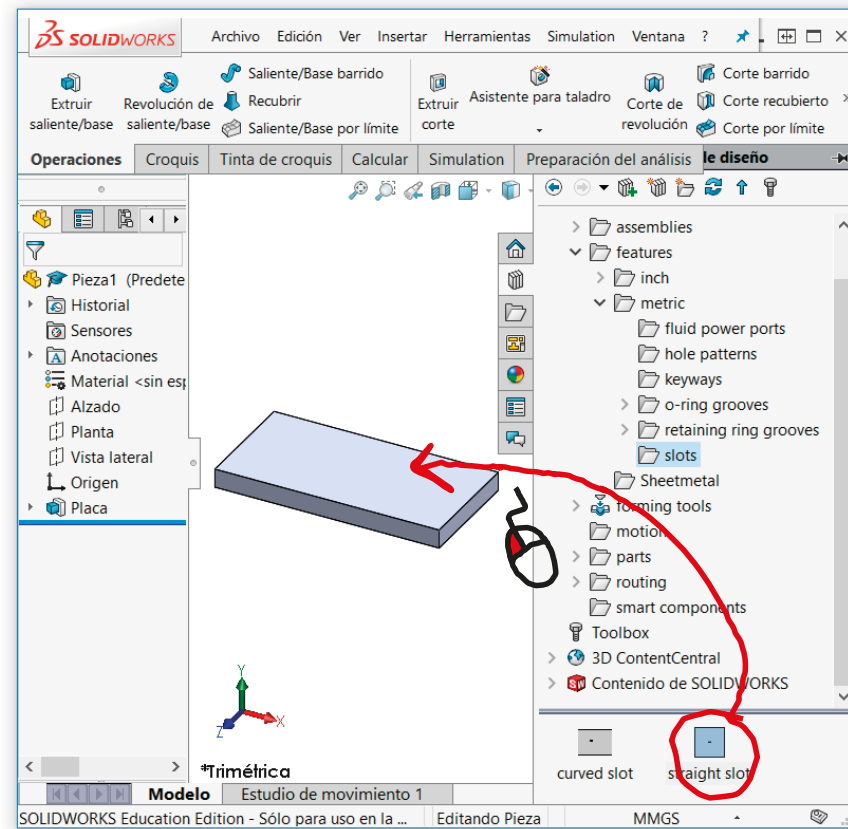 SOLIDWORKS Archivo Edición Ver Insertar Herramientas Simulation Ventana ?
Extruir saliente/base
Revolución de saliente/base
Saliente/Base barrido
Recubrir
Saliente/Base por límite
Extruir corte
Asistente para taladro
Corte de revolución
Corte barrido
Corte recubierto
Corte por límite
Operaciones Croquis Tinta de croquis Calcular Simulation Preparación del análisis de diseño
Pieza1 (Predete
Historial
Sensores
Anotaciones
Material <sin esp
Alzado
Planta
Vista lateral
Origen
Placa
Y
X
Z
*Trimétrica
assemblies
features
inch
metric
fluid power ports
hole patterns
keyways
o-ring grooves
retaining ring grooves
slots
Sheetmetal
forming tools
motion
parts
routing
smart components
Toolbox
3D ContentCentral
Contenido de SOLIDWORKS
curved slot straight slot
Modelo Estudio de movimiento 1
SOLIDWORKS Education Edition - Sólo para uso en la ... Editando Pieza MMGS